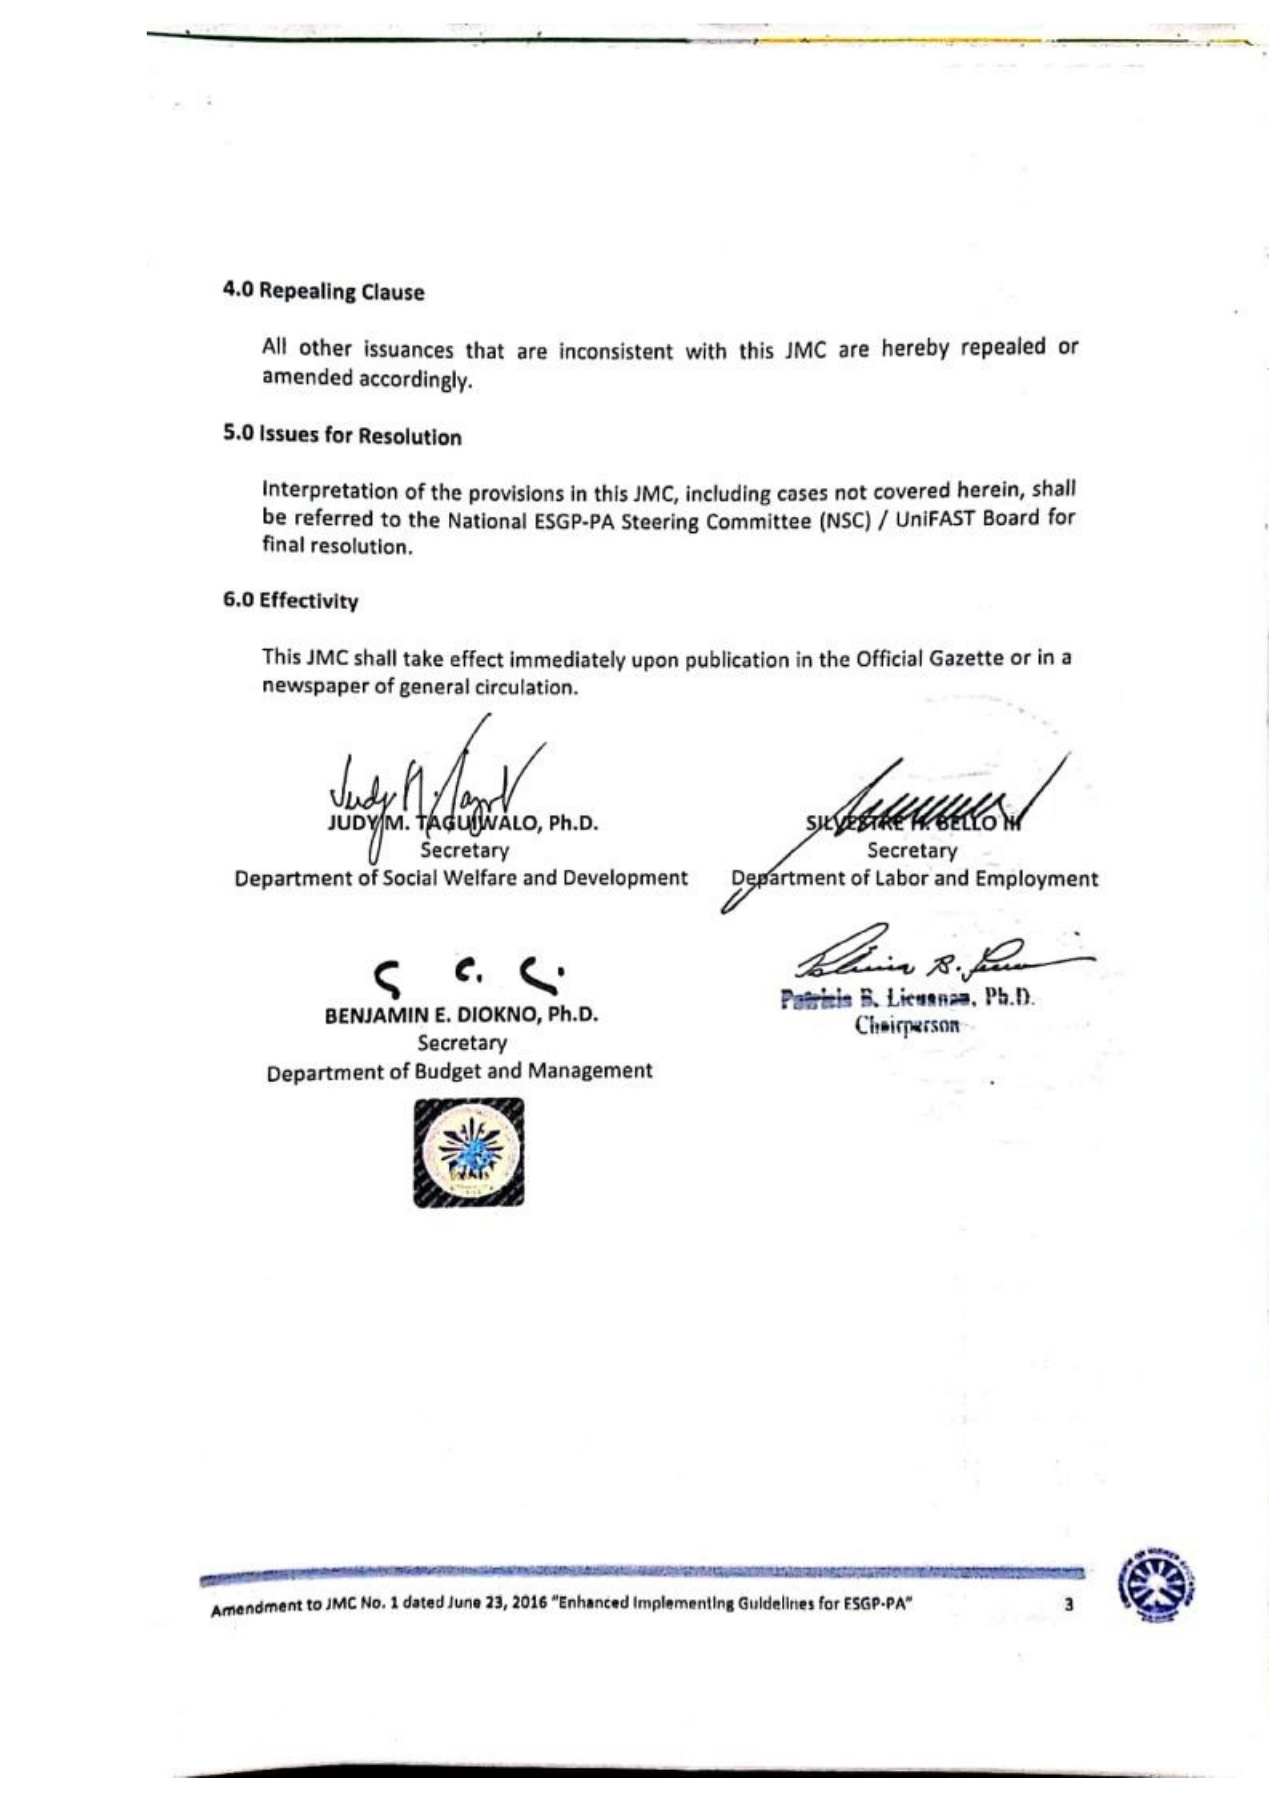 4.0 Repealing Clause
All other issuances that are inconsistent with this JMC are hereby repealed or
amended accordingly.
5.0 Issues for Resolution
Interpretation of the provisions in this JMC, including cases not covered herein, shall
be referred to the National ESGP-PA Steering Committee (NSC) / UniFAST Board for
final resolution.
6.0 Effectivity
This JMC shall take effect immediately upon publication in the Official Gazette or in a
newspaper of general circulation.
JUDY M. TAGUIWALO, Ph.D.
Secretary
Department of Social Welfare and Development
SILVESTRE H. BELLO III
Secretary
Department of Labor and Employment
BENJAMIN E. DIOKNO, Ph.D.
Secretary
Department of Budget and Management
Patricia B. Licuanan, Ph.D.
Chairperson
Amendment to JMC No. 1 dated June 23, 2016 "Enhanced Implementing Guidelines for ESGP-PA"
3